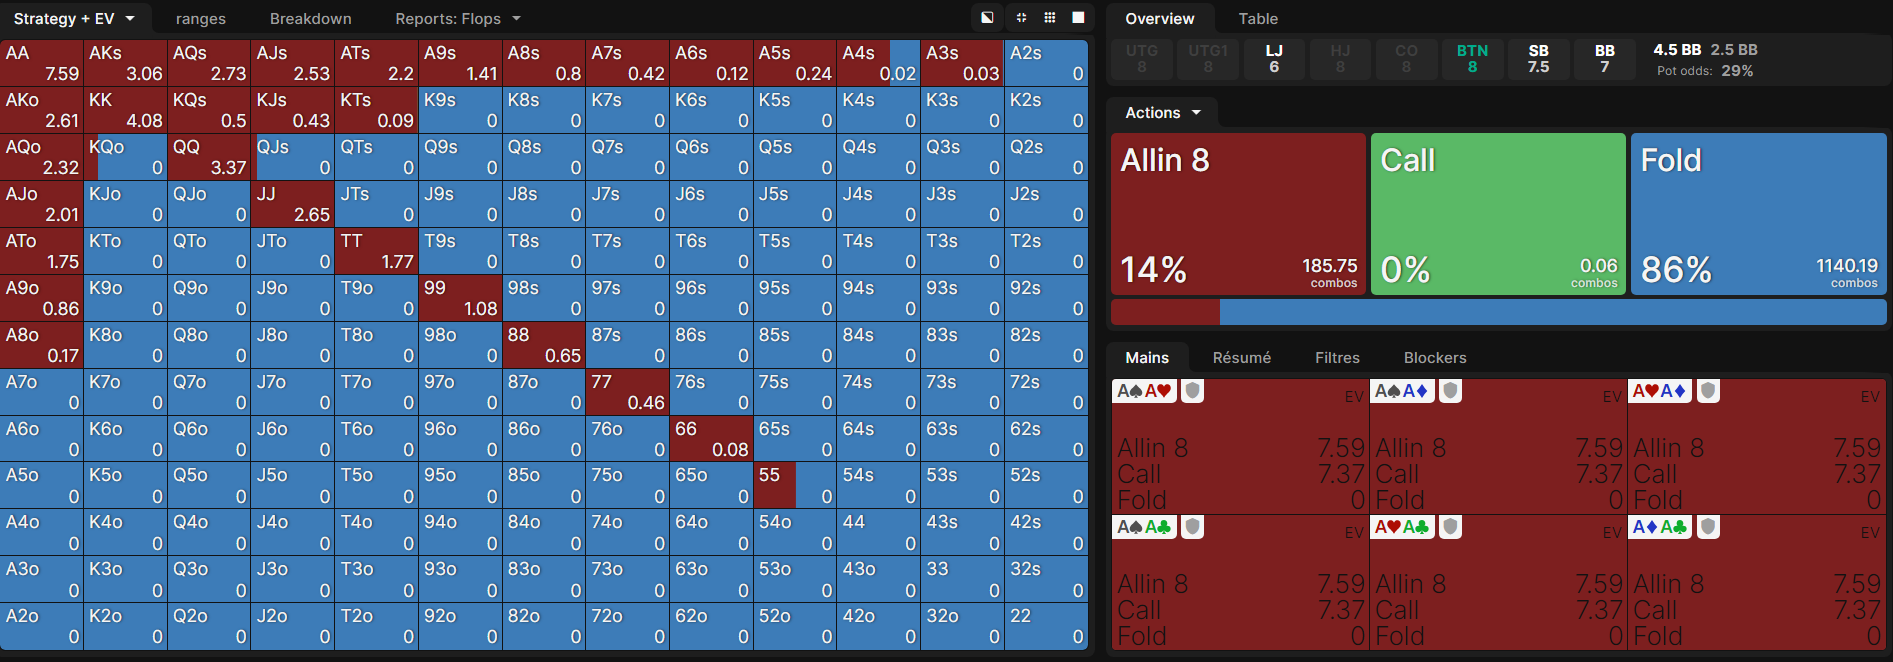 Strategy + EV ranges Breakdown Reports: Flops
AA AKs AQs AJs ATs A9s A8s A7s A6s A5s A4s A3s A2s
7.59 3.06 2.73 2.53 2.2 1.41 0.8 0.42 0.12 0.24 0.02 0.03 0
AKo KK KQs KJs KTs K9s K8s K7s K6s K5s K4s K3s K2s
2.61 4.08 0.5 0.43 0.09 0 0 0 0 0 0 0 0
AQo KQo QQ QJs QTs Q9s Q8s Q7s Q6s Q5s Q4s Q3s Q2s
2.32 0 3.37 0 0 0 0 0 0 0 0 0 0
AJo KJo QJo JJ JTs J9s J8s J7s J6s J5s J4s J3s J2s
2.01 0 0 2.65 0 0 0 0 0 0 0 0 0
ATo KTo QTo JTo TT T9s T8s T7s T6s T5s T4s T3s T2s
1.75 0 0 0 1.77 0 0 0 0 0 0 0 0
A9o K9o Q9o J9o T9o 99 98s 97s 96s 95s 94s 93s 92s
0.86 0 0 0 0 1.08 0 0 0 0 0 0 0
A8o K8o Q8o J8o T8o 98o 88 87s 86s 85s 84s 83s 82s
0.17 0 0 0 0 0 0.65 0 0 0 0 0 0
A7o K7o Q7o J7o T7o 97o 87o 77 76s 75s 74s 73s 72s
0 0 0 0 0 0 0 0.46 0 0 0 0 0
A6o K6o Q6o J6o T6o 96o 86o 76o 66 65s 64s 63s 62s
0 0 0 0 0 0 0 0 0.08 0 0 0 0
A5o K5o Q5o J5o T5o 95o 85o 75o 65o 55 54s 53s 52s
0 0 0 0 0 0 0 0 0 0 0 0 0
A4o K4o Q4o J4o T4o 94o 84o 74o 64o 54o 44 43s 42s
0 0 0 0 0 0 0 0 0 0 0 0 0
A3o K3o Q3o J3o T3o 93o 83o 73o 63o 53o 43o 33 32s
0 0 0 0 0 0 0 0 0 0 0 0 0
A2o K2o Q2o J2o T2o 92o 82o 72o 62o 52o 42o 32o 22
0 0 0 0 0 0 0 0 0 0 0 0 0
Overview Table
UTG UTG1 LJ HJ CO BTN SB BB 4.5 BB 2.5 BB
8 8 6 8 8 8 7.5 7 Pot odds: 29%
Actions
Allin 8 Call Fold
14% 185.75 combos 0% 0.06 combos 86% 1140.19 combos
Mains Résumé Filtres Blockers
A♠A♥ EV A♠A♦ EV A♥A♦ EV
Allin 8 7.59 Allin 8 7.59 Allin 8 7.59
Call 7.37 Call 7.37 Call 7.37
Fold 0 Fold 0 Fold 0
A♠A♣ EV A♥A♣ EV A♦A♣ EV
Allin 8 7.59 Allin 8 7.59 Allin 8 7.59
Call 7.37 Call 7.37 Call 7.37
Fold 0 Fold 0 Fold 0